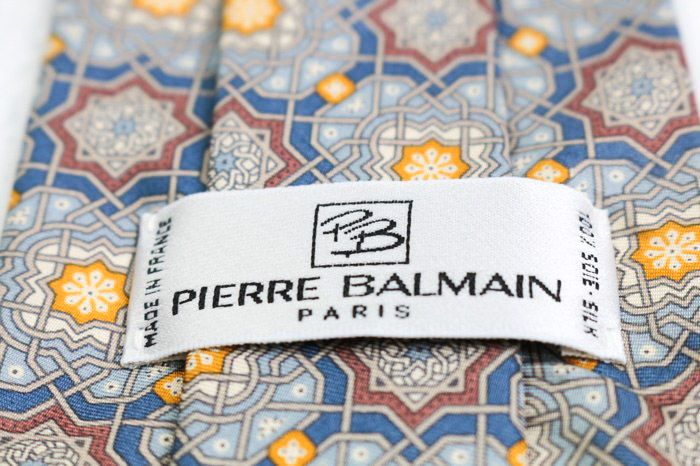 MADE IN FRANCE
PB
PIERRE BALMAIN
PARIS
100% SOIE-SILK